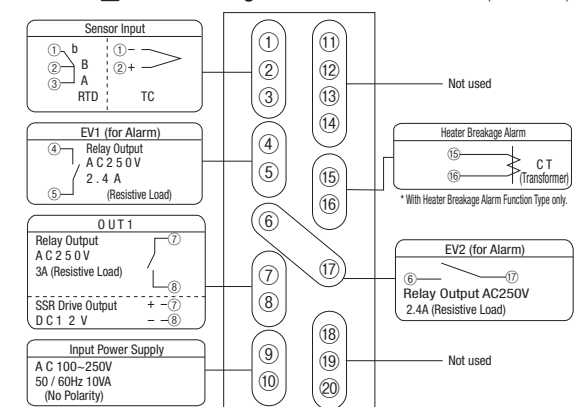 Sensor Input
① b
② B
③ A
RTD
① −
② +
TC
EV1 (for Alarm)
④ Relay Output
AC250V
2.4 A
⑤ (Resistive Load)
OUT1
Relay Output ⑦
AC250V
3A (Resistive Load)
⑧
SSR Drive Output + −⑦
DC12V − −⑧
Input Power Supply
AC 100~250V
50 / 60Hz 10VA
(No Polarity)
①
②
③
④
⑤
⑥
⑦
⑧
⑨
⑩
⑪
⑫
⑬
⑭
⑮
⑯
⑰
⑱
⑲
⑳
Not used
Heater Breakage Alarm
⑮
⑯
CT
(Transformer)
* With Heater Breakage Alarm Function Type only.
EV2 (for Alarm)
⑥ ⑰
Relay Output AC250V
2.4A (Resistive Load)
Not used